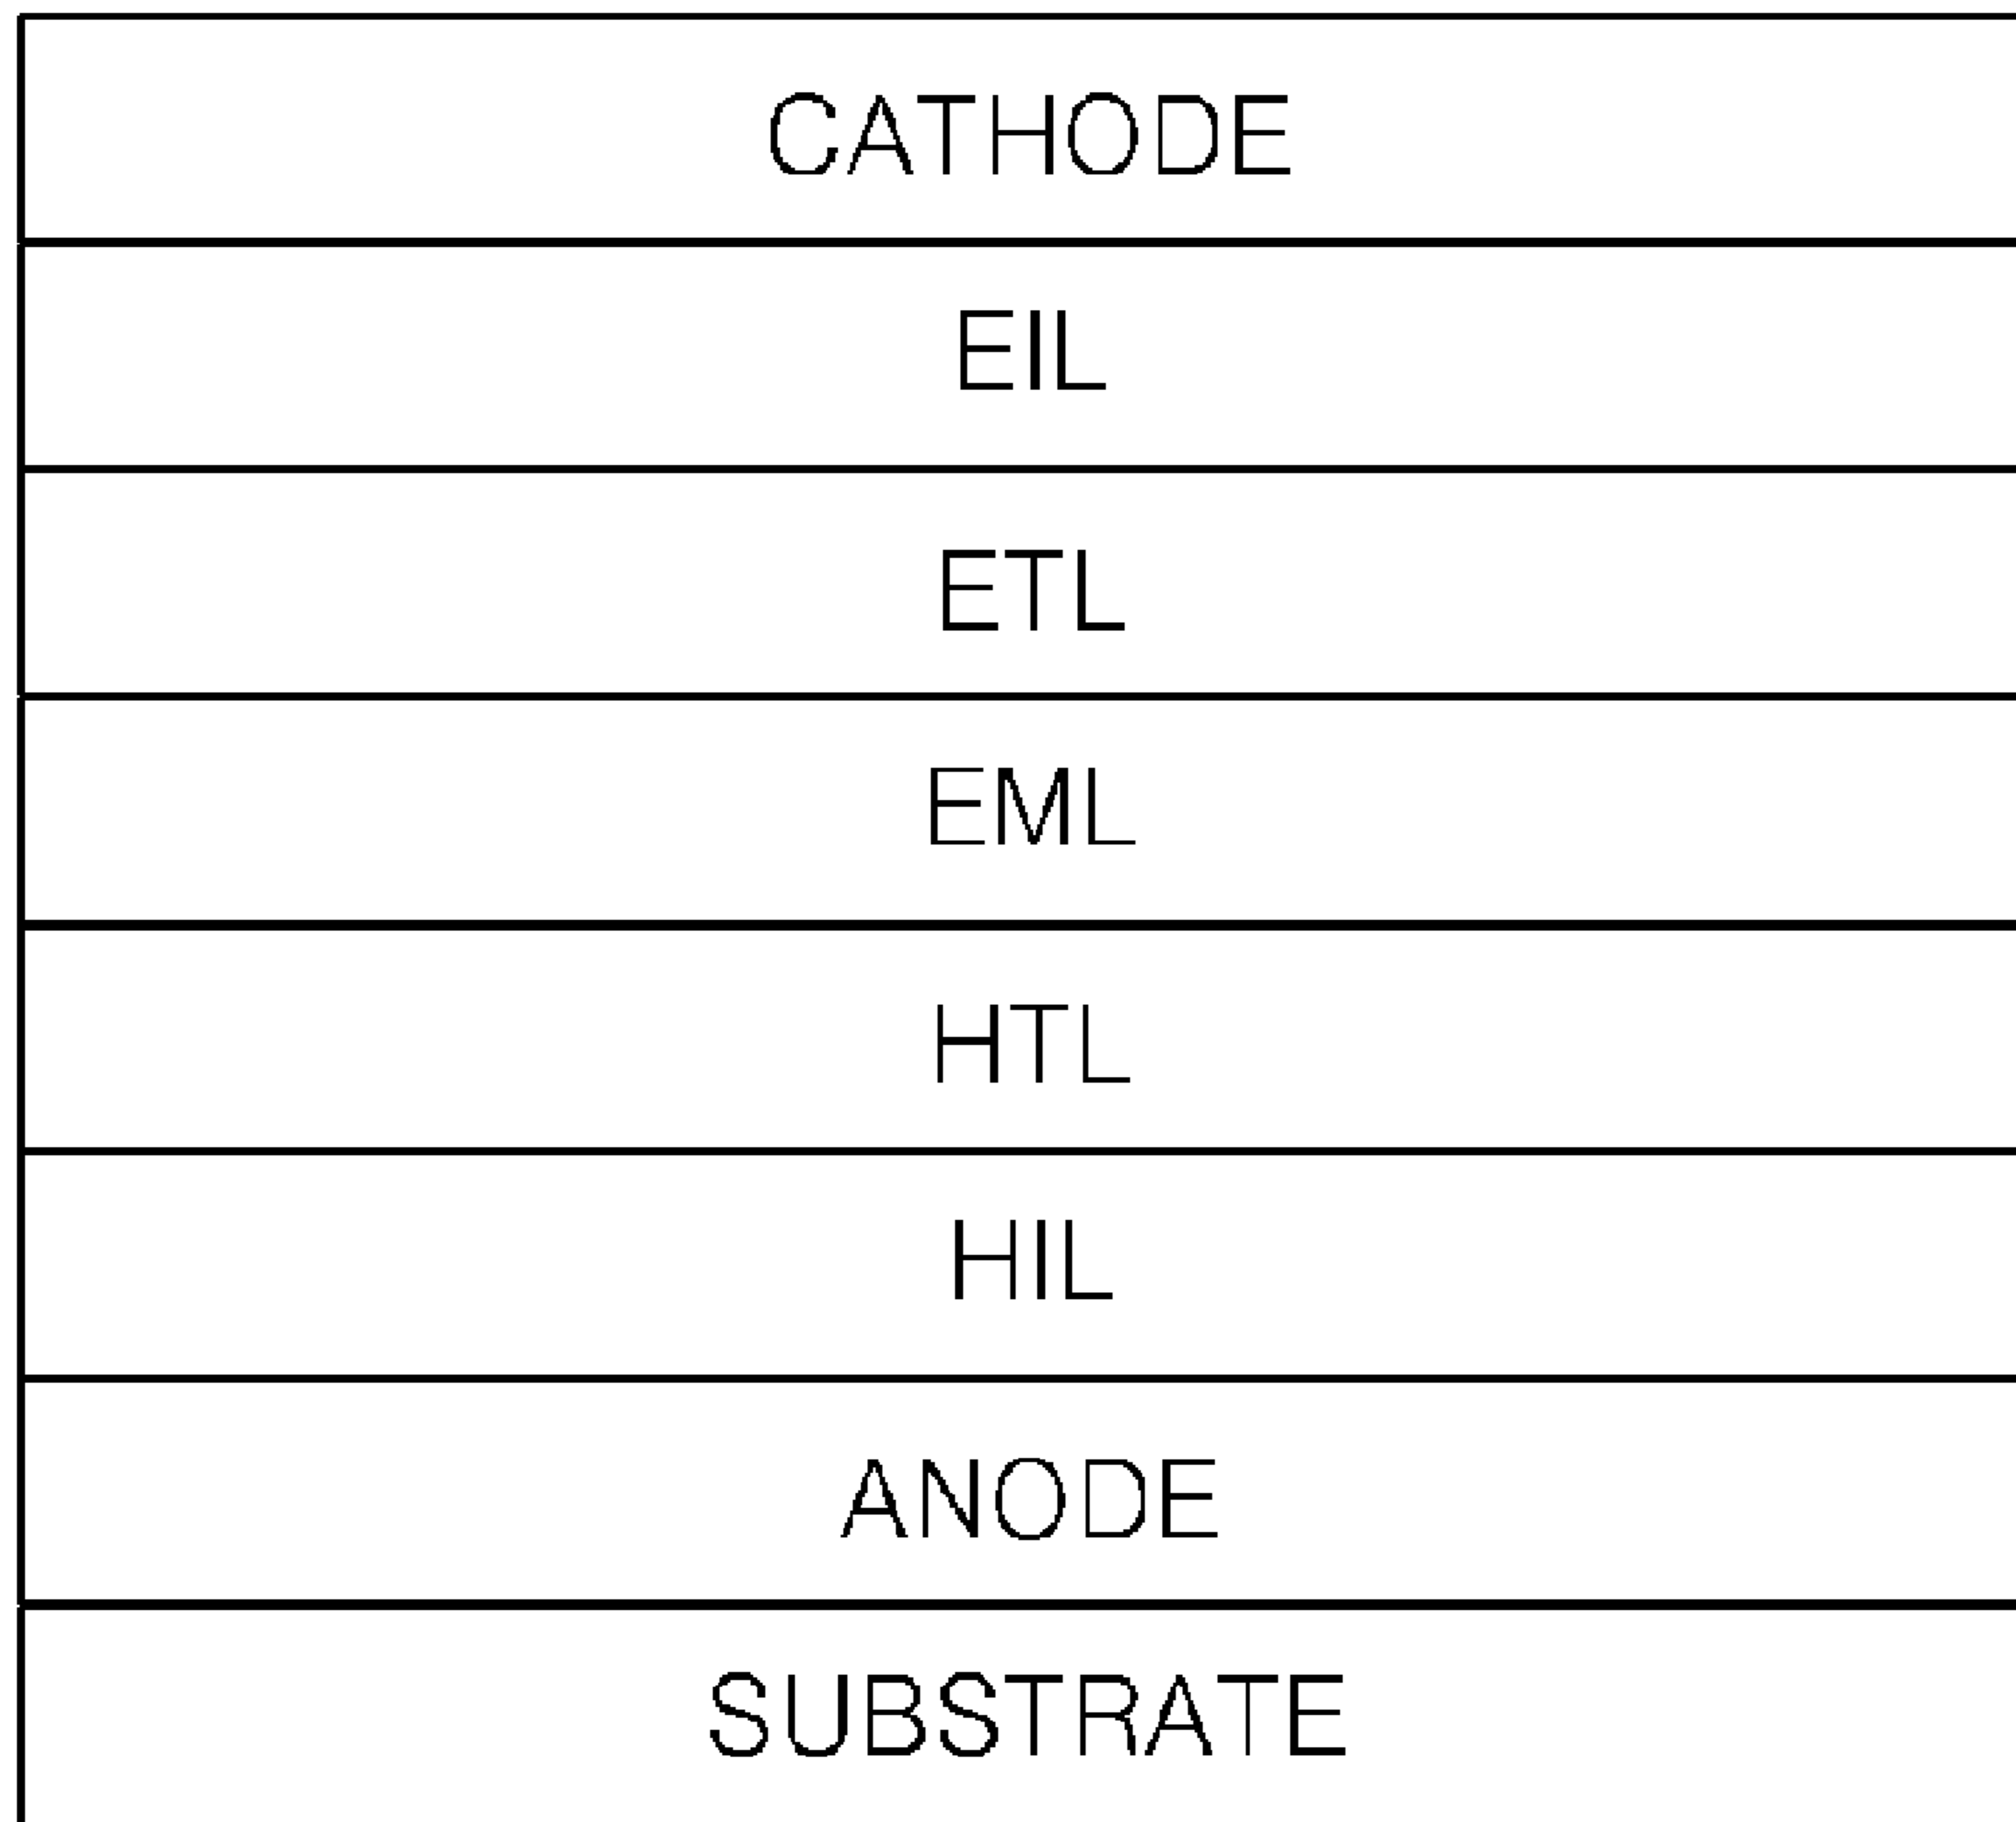 CATHODE
EIL
ETL
EML
HTL
HIL
ANODE
SUBSTRATE